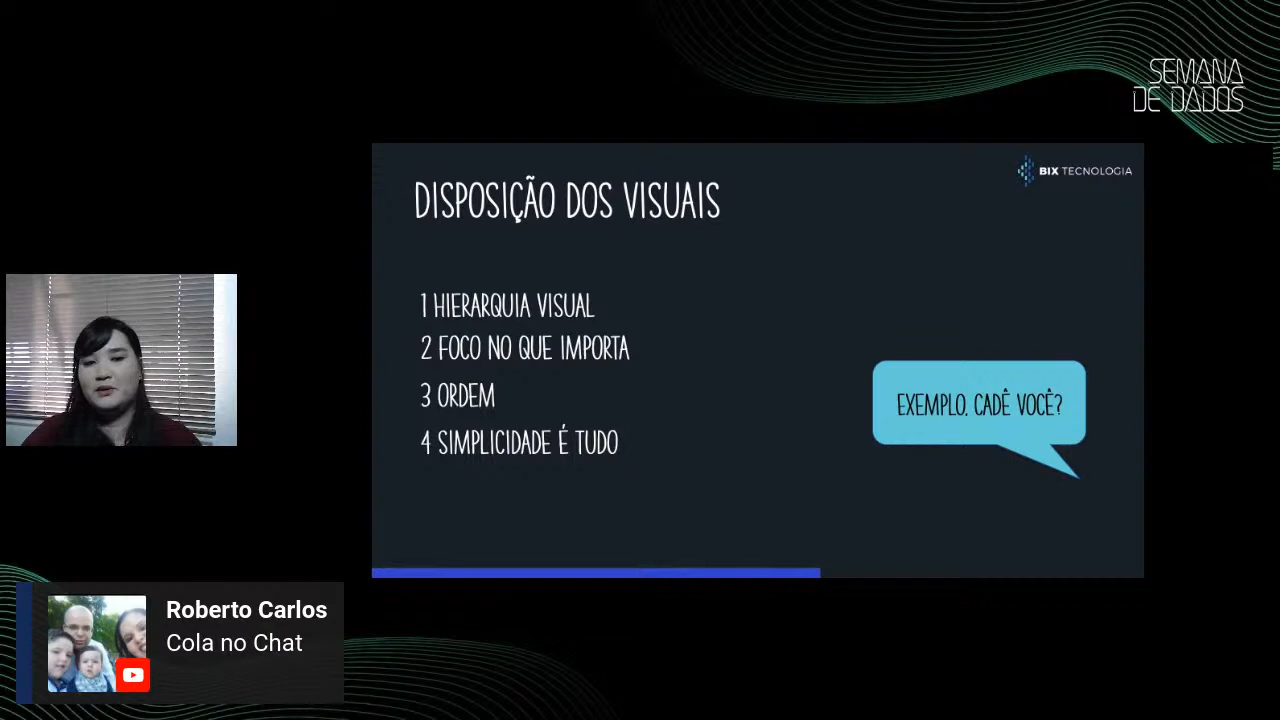 SEMANA
DE DADOS
BIX TECNOLOGIA
DISPOSIÇÃO DOS VISUAIS
1 HIERARQUIA VISUAL
2 FOCO NO QUE IMPORTA
3 ORDEM
4 SIMPLICIDADE É TUDO
EXEMPLO, CADÊ VOCÊ?
Roberto Carlos
Cola no Chat